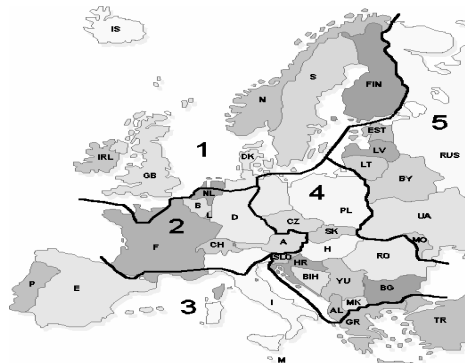 IS
FIN
S
N
5
EST
RUS
1
LV
IRL
DK
LT
GB
BY
NL
4
B
PL
L
D
2
UA
CZ
SK
F
MO
A
H
CH
RO
SLO
HR
BIH
YU
P
E
3
I
BG
MK
AL
TR
GR
M